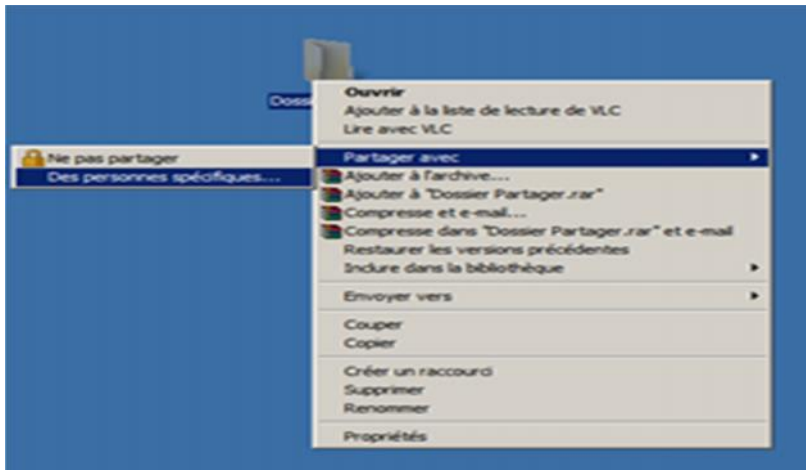 Doss
Ouvrir
Ajouter à la liste de lecture de VLC
Lire avec VLC
Partager avec
Ne pas partager
Des personnes spécifiques...
Ajouter à l'archive...
Ajouter à "Dossier Partager.rar"
Compresse et e-mail...
Compresse dans "Dossier Partager.rar" et e-mail
Restaurer les versions précédentes
Inclure dans la bibliothèque
Envoyer vers
Couper
Copier
Créer un raccourci
Supprimer
Renommer
Propriétés